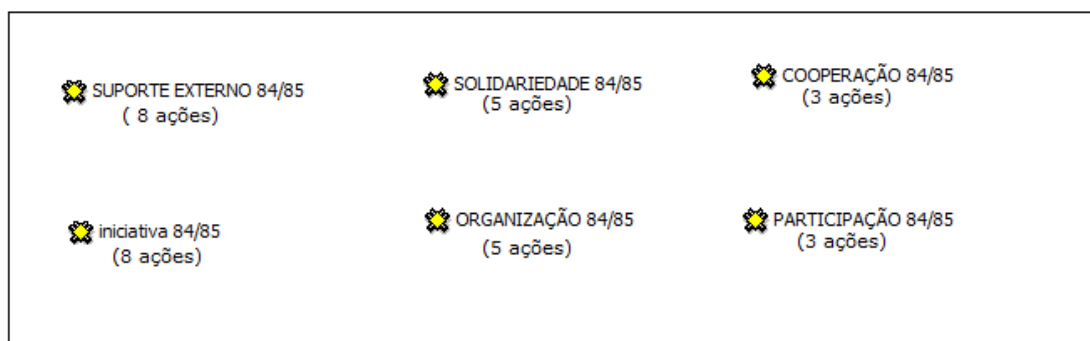 SUPORTE EXTERNO 84/85
( 8 ações)
SOLIDARIEDADE 84/85
(5 ações)
COOPERAÇÃO 84/85
(3 ações)
iniciativa 84/85
(8 ações)
ORGANIZAÇÃO 84/85
(5 ações)
PARTICIPAÇÃO 84/85
(3 ações)